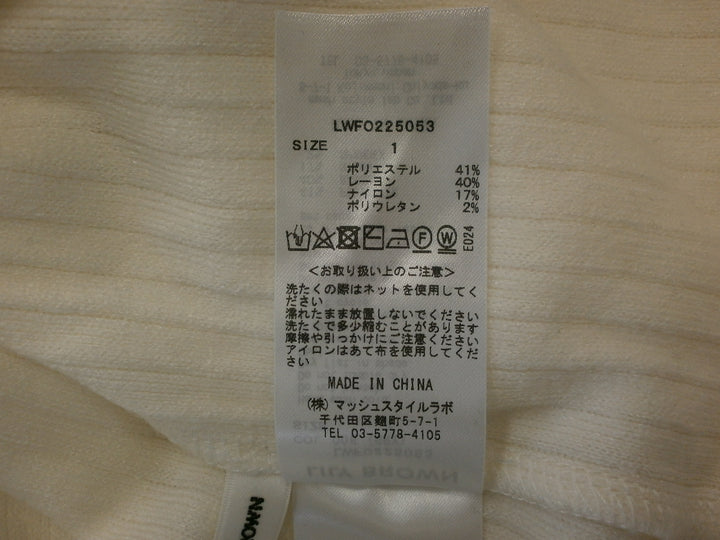 LWFO225053
SIZE 1
ポリエステル 41%
レーヨン 40%
ナイロン 17%
ポリウレタン 2%
F W E024
<お取り扱い上のご注意>
洗たくの際はネットを使用してく
ださい
濡れたまま放置しないでください
洗たくで多少縮むことがあります
摩擦や引っかけにご注意ください
アイロンはあて布を使用してくだ
さい
MADE IN CHINA
(株)マッシュスタイルラボ
千代田区麹町5-7-1
TEL 03-5778-4105
LILY BROWN